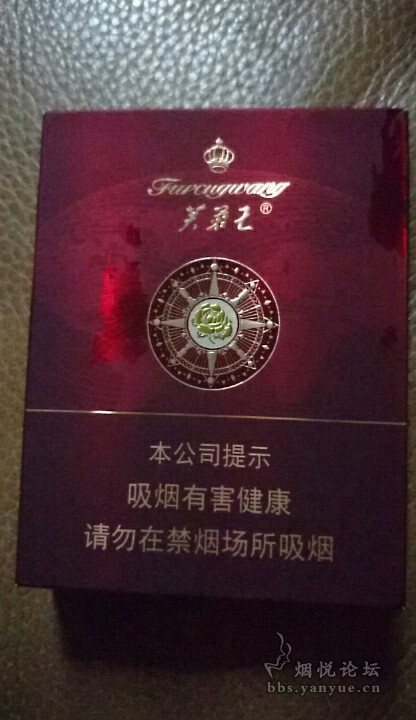 Furongwang
芙蓉王®
本公司提示
吸烟有害健康
请勿在禁烟场所吸烟
烟悦论坛
bbs.yanyue.cn